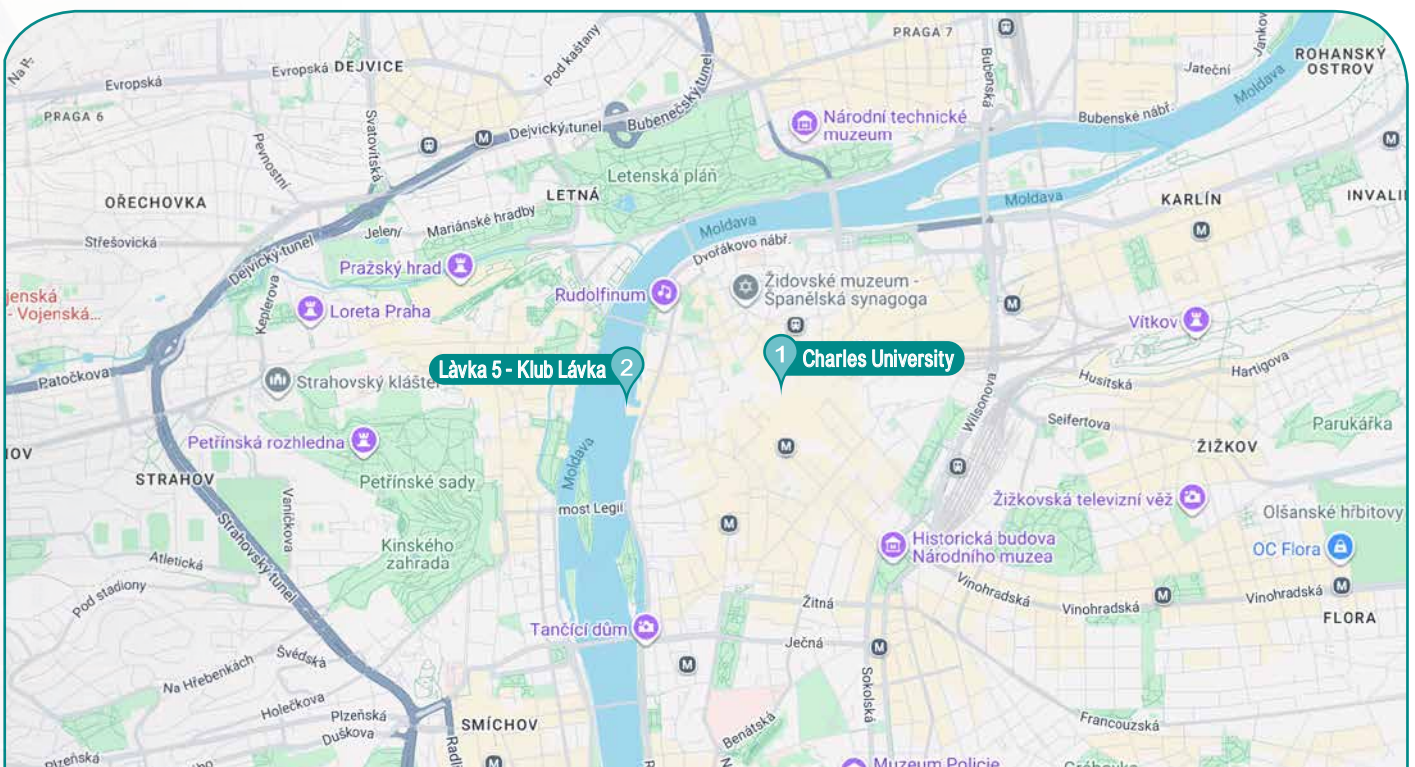 PRAGA 7
ROHANSKÝ
OSTROV
Jateční
Pod kaštany
Bubenská
Evropská
Evropská
DEJVICE
PRAGA 6
Svatovítská
Pevnostní
Dejvický tunel
Bubenečský tunel
Národní technické
muzeum
Bubenské nábř.
Moldava
OŘECHOVKA
LETNÁ
Letenská pláň
Moldava
KARLÍN
Mariánské hradby
Jelení
Moldava
Dvořákovo nábř.
Střešovická
Dejvický tunel
Pražský hrad
Keplerova
Loreta Praha
Rudolfinum
Židovské muzeum -
Španělská synagoga
Vítkov
- Vojenská...
Làvka 5 - Klub Lávka
2
1
Charles University
Patočkova
Strahovský klášter
Wilsonova
Husitská
Hartigova
Seifertova
Parukářka
Petřínská rozhledna
Moldava
ŽIŽKOV
STRAHOV
Petřínské sady
Vaníčkova
most Legií
Žižkovská televizní věž
Olšanské hřbitovy
Strahovský tunel
Kinského
zahrada
Historická budova
Národního muzea
OC Flora
Atletická
Pod stadiony
Vinohradská
Vinohradská
Vinohradská
FLORA
Žitná
Tančící dům
Ječná
Švédská
Na Hřebenkách
Sokolská
Holečkova
Plzeňská
Duškova
SMÍCHOV
Benátská
Francouzská
Plzeňská
Muzeum Policie